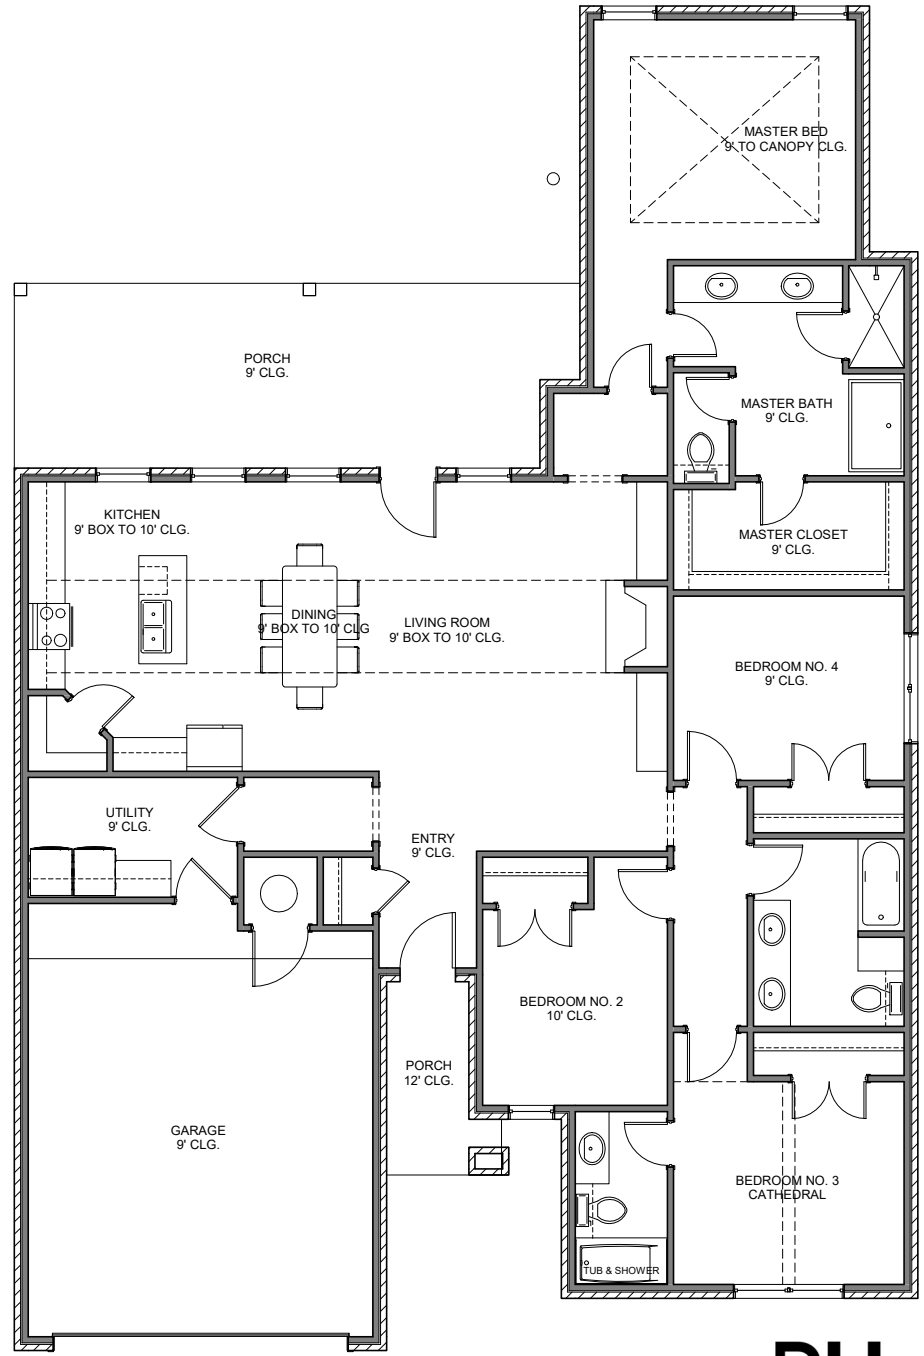 MASTER BED
9' TO CANOPY CLG.
PORCH
9' CLG.
MASTER BATH
9' CLG.
KITCHEN
9' BOX TO 10' CLG.
MASTER CLOSET
9' CLG.
DINING
9' BOX TO 10' CLG
LIVING ROOM
9' BOX TO 10' CLG.
BEDROOM NO. 4
9' CLG.
UTILITY
9' CLG.
ENTRY
9' CLG.
BEDROOM NO. 2
10' CLG.
PORCH
12' CLG.
GARAGE
9' CLG.
BEDROOM NO. 3
CATHEDRAL
TUB & SHOWER